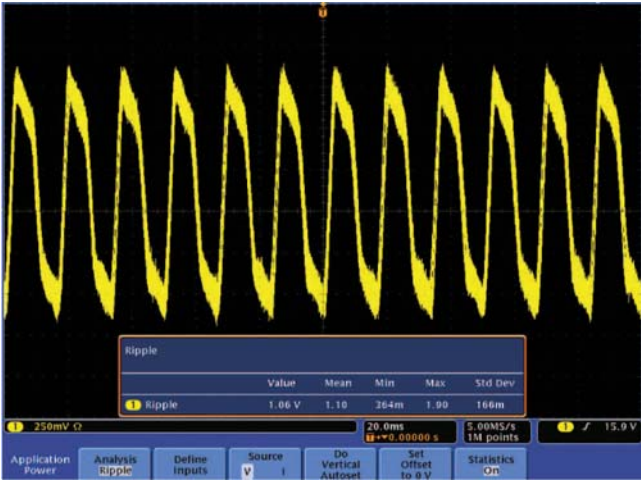 T
Ripple
Value Mean Min Max Std Dev
1 Ripple 1.06 V 1.10 264m 1.90 166m
1 250mV Ω
20.0ms
T→▼0.00000 s
5.00MS/s
1M points
1 ∫ 15.9 V
Application
Power
Analysis
Ripple
Define
Inputs
Source
V I
Do
Vertical
Autoset
Set
Offset
to 0 V
Statistics
On